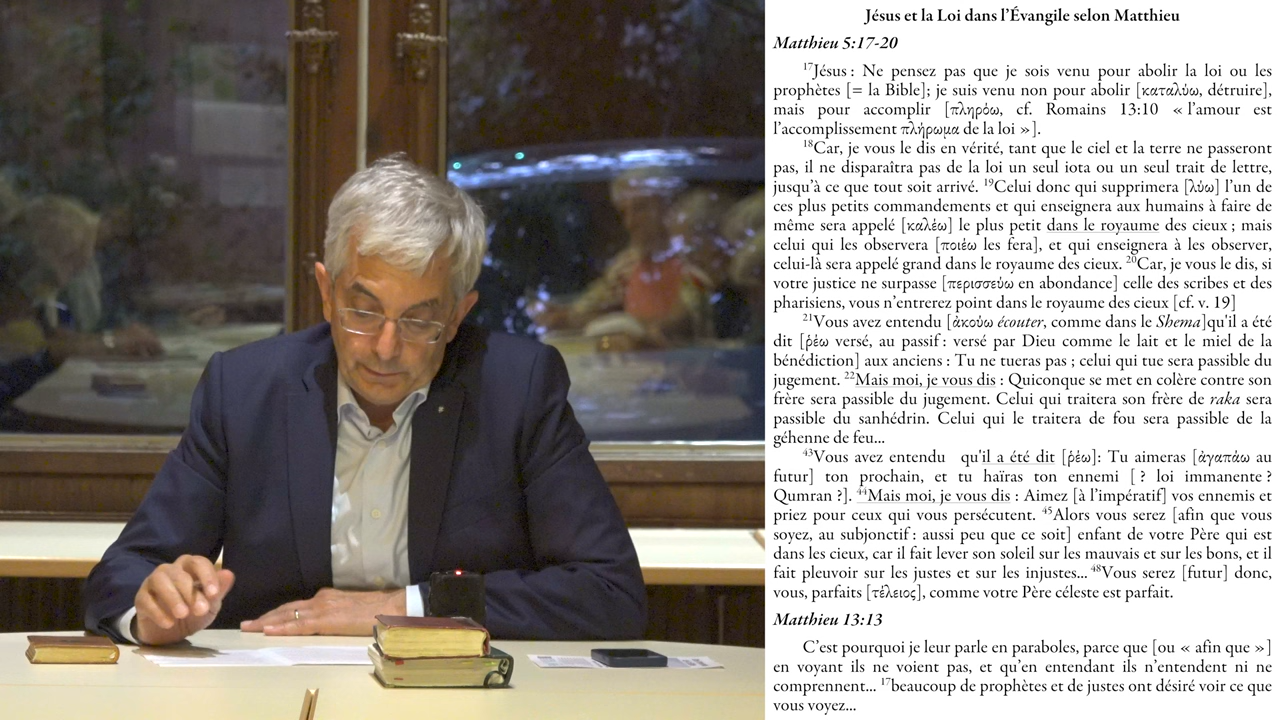 Jésus et la Loi dans l’Évangile selon Matthieu
Matthieu 5:17-20
17Jésus : Ne pensez pas que je sois venu pour abolir la loi ou les
prophètes [= la Bible]; je suis venu non pour abolir [καταλύω, détruire],
mais pour accomplir [πληρόω, cf. Romains 13:10 « l’amour est
l’accomplissement πλήρωμα de la loi »].
18Car, je vous le dis en vérité, tant que le ciel et la terre ne passeront
pas, il ne disparaîtra pas de la loi un seul iota ou un seul trait de lettre,
jusqu’à ce que tout soit arrivé. 19Celui donc qui supprimera [λύω] l’un de
ces plus petits commandements et qui enseignera aux humains à faire de
même sera appelé [καλέω] le plus petit dans le royaume des cieux ; mais
celui qui les observera [ποιέω les fera], et qui enseignera à les observer,
celui-là sera appelé grand dans le royaume des cieux. 20Car, je vous le dis, si
votre justice ne surpasse [περισσεύω en abondance] celle des scribes et des
pharisiens, vous n’entrerez point dans le royaume des cieux [cf. v. 19]
21Vous avez entendu [ἀκούω écouter, comme dans le Shema]qu'il a été
dit [ῥέω versé, au passif : versé par Dieu comme le lait et le miel de la
bénédiction] aux anciens : Tu ne tueras pas ; celui qui tue sera passible du
jugement. 22Mais moi, je vous dis : Quiconque se met en colère contre son
frère sera passible du jugement. Celui qui traitera son frère de raka sera
passible du sanhédrin. Celui qui le traitera de fou sera passible de la
géhenne de feu...
43Vous avez entendu qu'il a été dit [ῥέω]: Tu aimeras [ἀγαπάω au
futur] ton prochain, et tu haïras ton ennemi [ ? loi immanente ?
Qumran ?]. 44Mais moi, je vous dis : Aimez [à l’impératif] vos ennemis et
priez pour ceux qui vous persécutent. 45Alors vous serez [afin que vous
soyez, au subjonctif : aussi peu que ce soit] enfant de votre Père qui est
dans les cieux, car il fait lever son soleil sur les mauvais et sur les bons, et il
fait pleuvoir sur les justes et sur les injustes... 48Vous serez [futur] donc,
vous, parfaits [τέλειος], comme votre Père céleste est parfait.
Matthieu 13:13
C’est pourquoi je leur parle en paraboles, parce que [ou « afin que »]
en voyant ils ne voient pas, et qu’en entendant ils n’entendent ni ne
comprennent... 17beaucoup de prophètes et de justes ont désiré voir ce que
vous voyez...